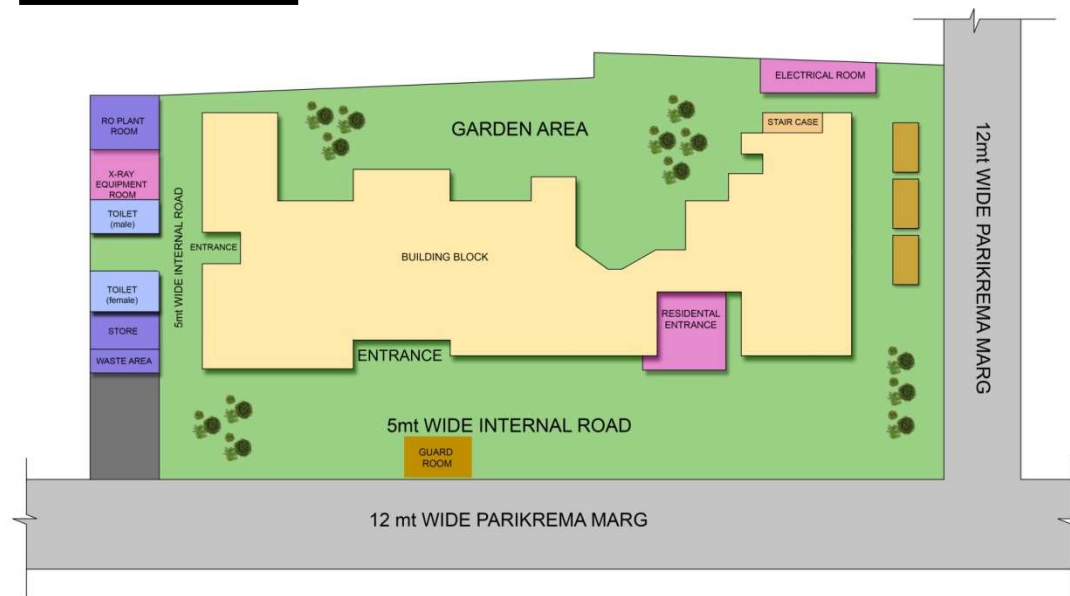 ELECTRICAL ROOM
RO PLANT
ROOM
STAIR CASE
GARDEN AREA
X-RAY
EQUIPMENT
ROOM
TOILET
(male)
5mt WIDE INTERNAL ROAD
ENTRANCE
BUILDING BLOCK
12mt WIDE PARIKREMA MARG
TOILET
(female)
STORE
WASTE AREA
RESIDENTAL
ENTRANCE
ENTRANCE
5mt WIDE INTERNAL ROAD
GUARD
ROOM
12 mt WIDE PARIKREMA MARG